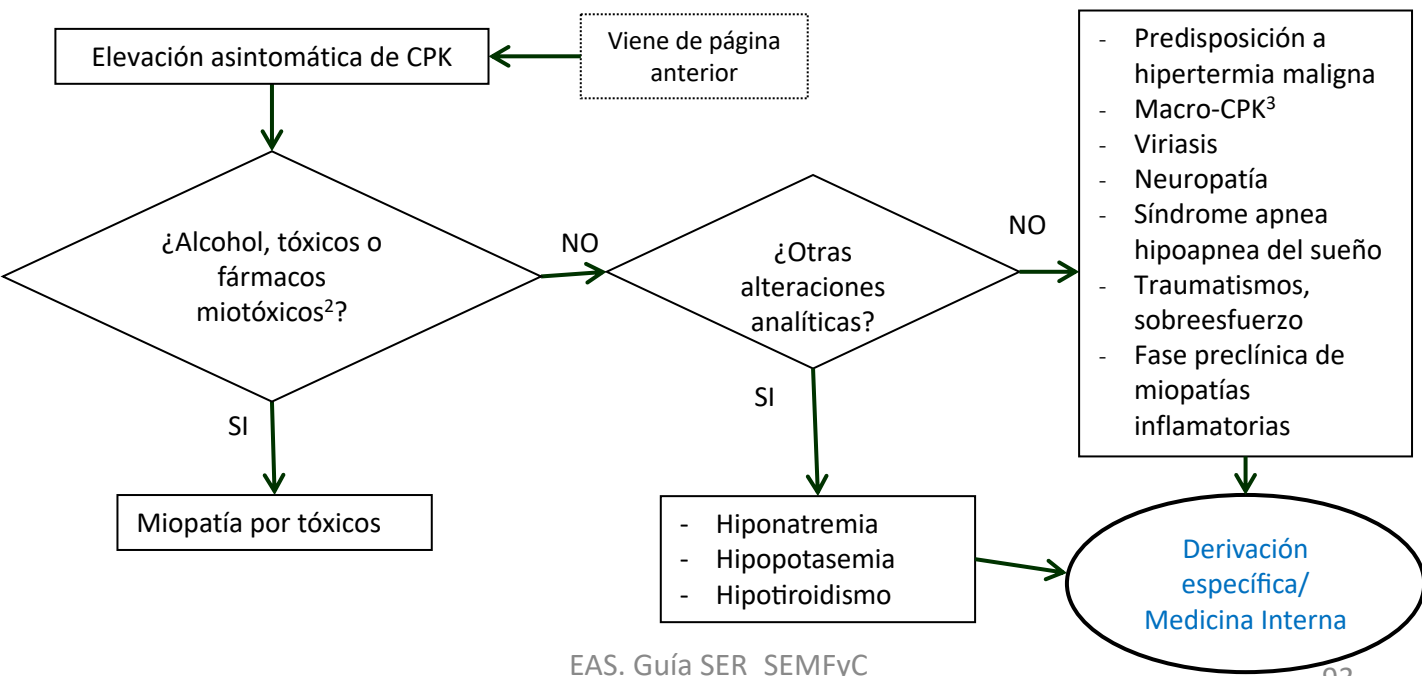 Elevación asintomática de CPK
Viene de página
anterior
¿Alcohol, tóxicos o
fármacos
miotóxicos²?
NO
SI
Miopatía por tóxicos
¿Otras
alteraciones
analíticas?
NO
SI
- Hiponatremia
- Hipopotasemia
- Hipotiroidismo
- Predisposición a
hipertermia maligna
- Macro-CPK³
- Viriasis
- Neuropatía
- Síndrome apnea
hipoapnea del sueño
- Traumatismos,
sobreesfuerzo
- Fase preclínica de
miopatías
inflamatorias
Derivación
específica/
Medicina Interna
EAS. Guía SER_SEMFyC